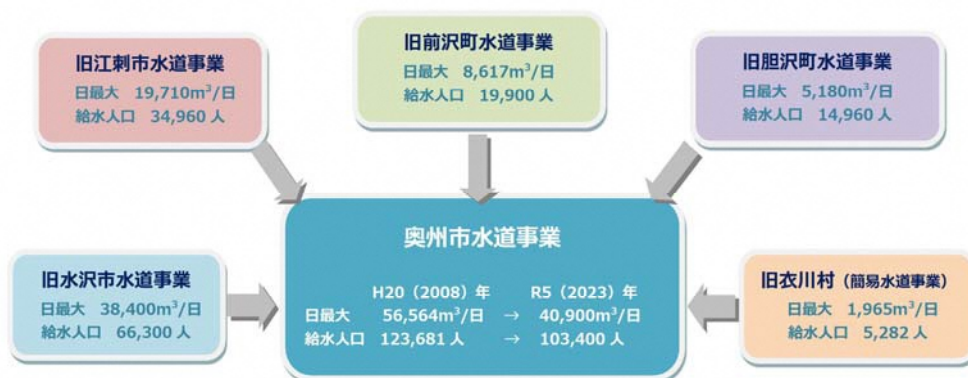 旧江刺市水道事業
日最大 19,710m³/日
給水人口 34,960 人
旧前沢町水道事業
日最大 8,617m³/日
給水人口 19,900 人
旧胆沢町水道事業
日最大 5,180m³/日
給水人口 14,960 人
旧水沢市水道事業
日最大 38,400m³/日
給水人口 66,300 人
奥州市水道事業
H20（2008）年 R5（2023）年
日最大 56,564m³/日 → 40,900m³/日
給水人口 123,681 人 → 103,400 人
旧衣川村（簡易水道事業）
日最大 1,965m³/日
給水人口 5,282 人